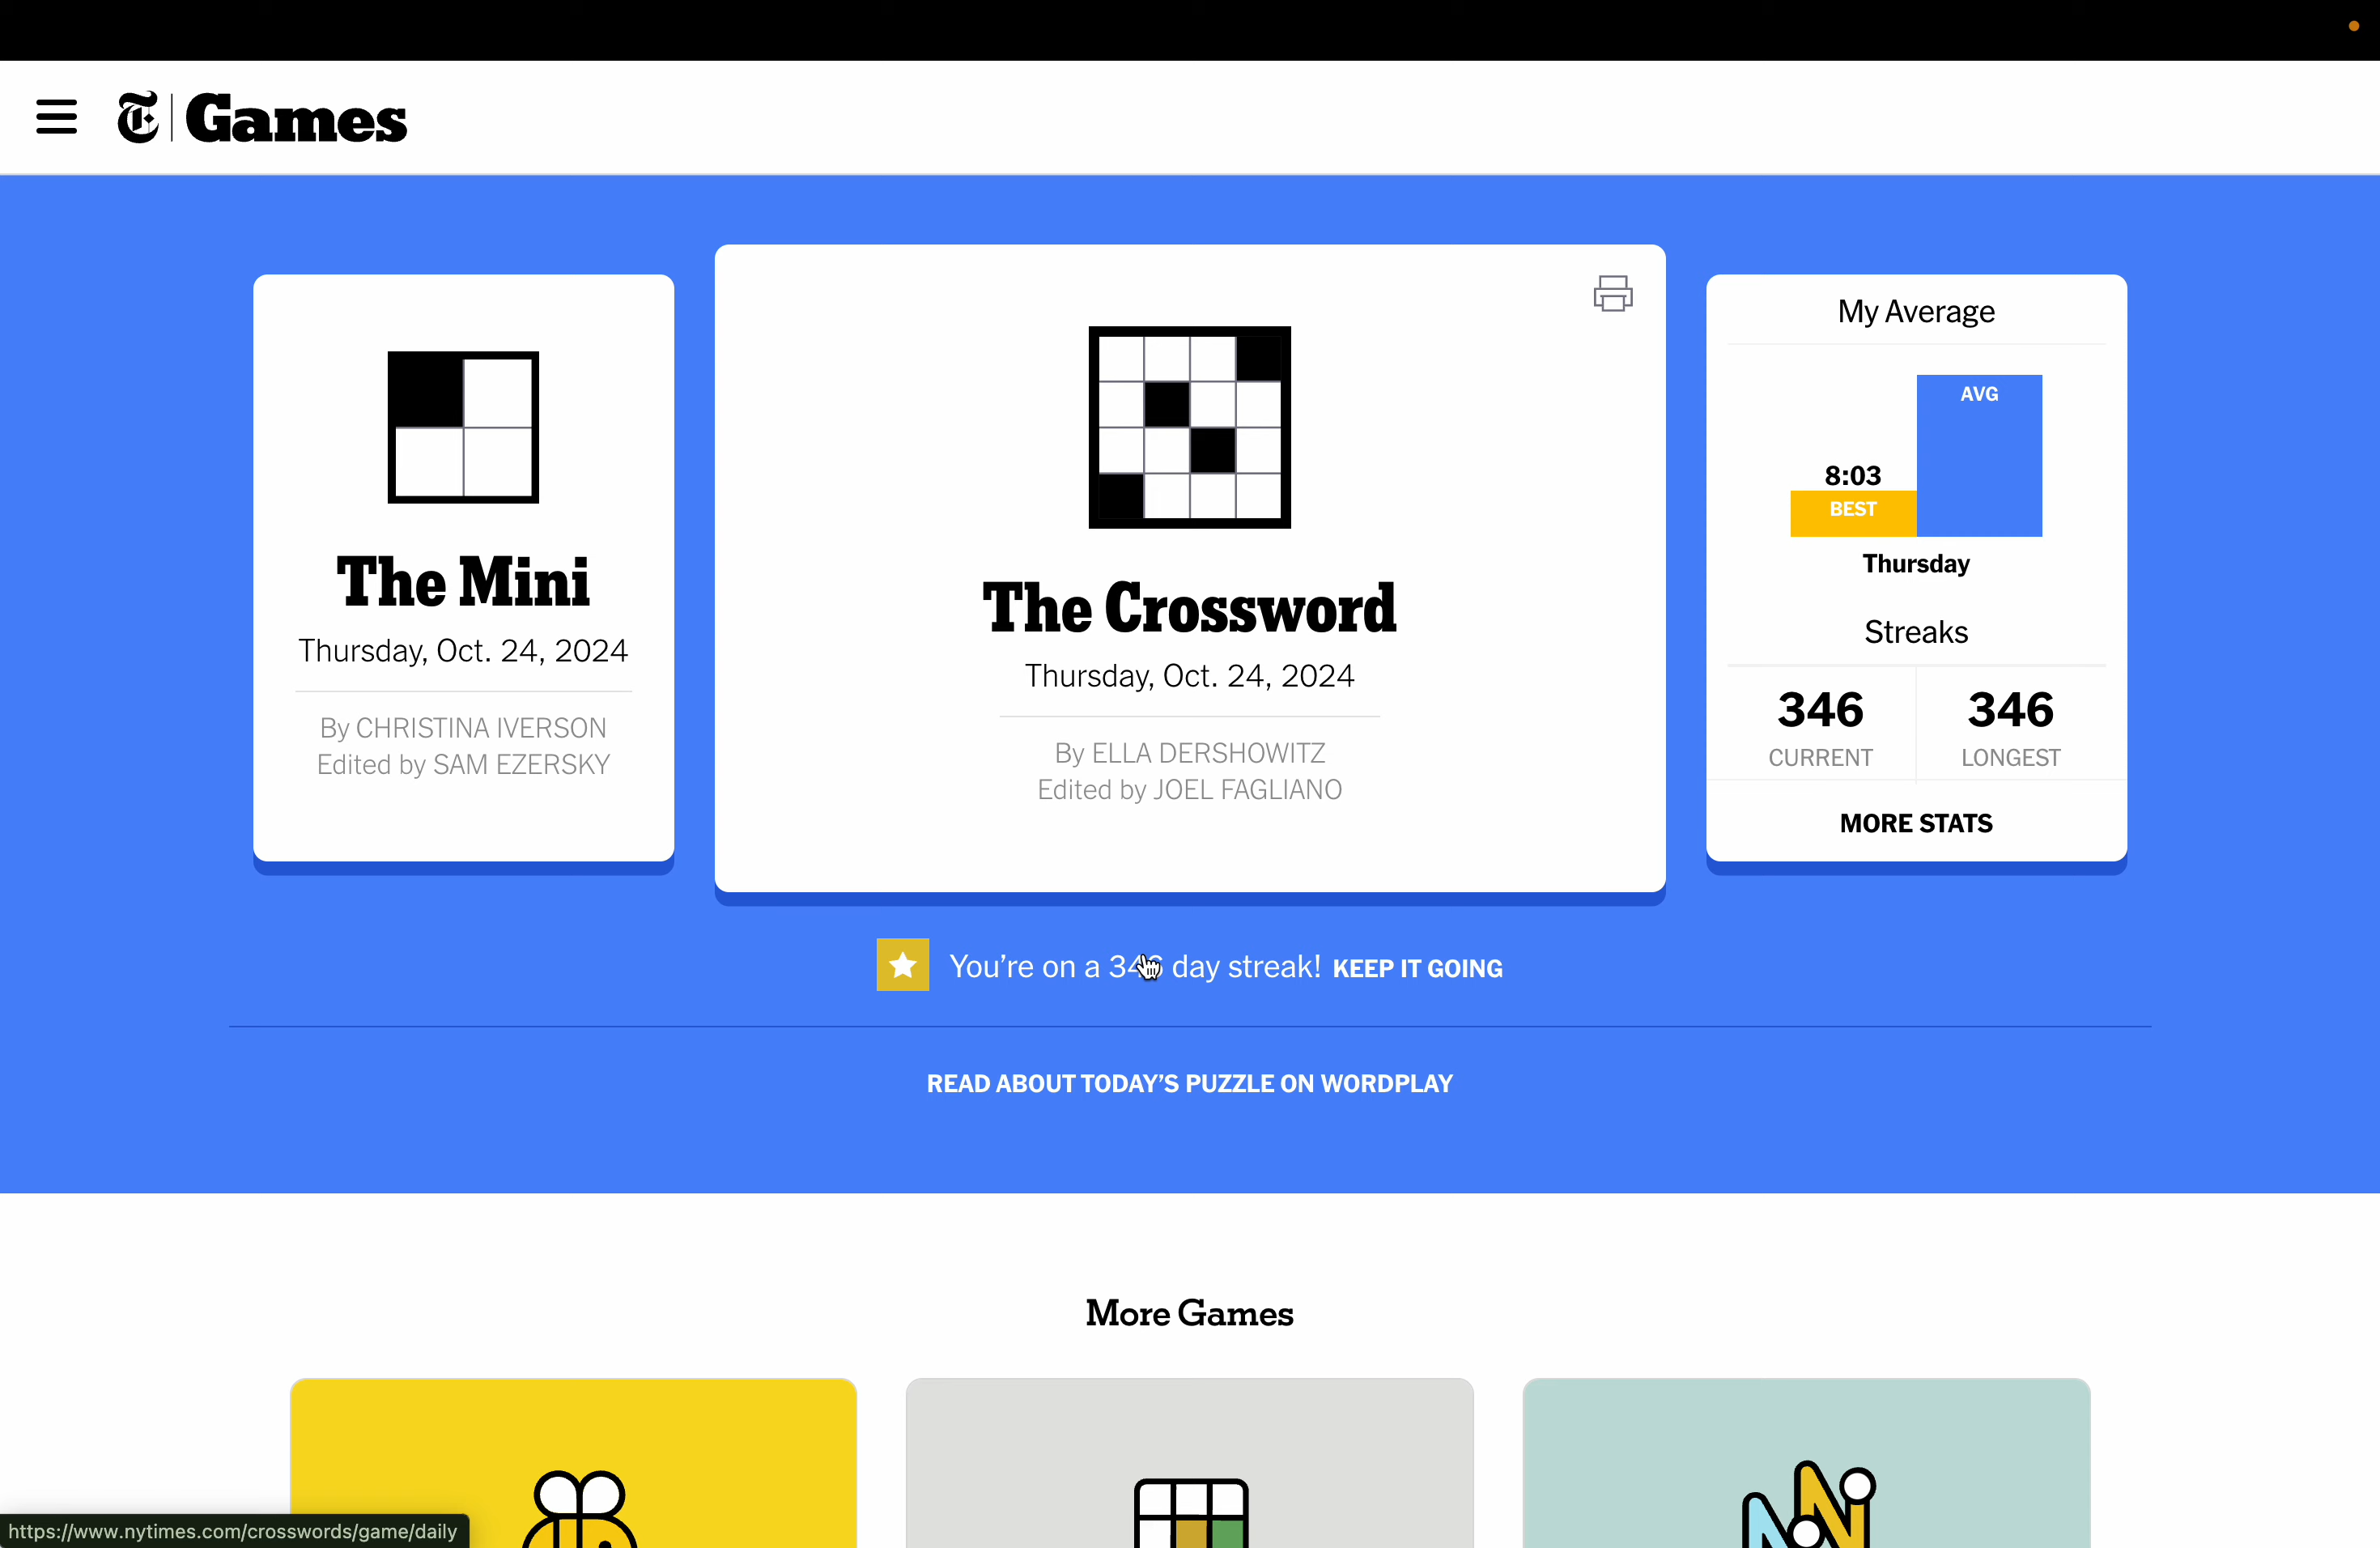 T Games
The Mini
Thursday, Oct. 24, 2024
By CHRISTINA IVERSON
Edited by SAM EZERSKY
The Crossword
Thursday, Oct. 24, 2024
By ELLA DERSHOWITZ
Edited by JOEL FAGLIANO
My Average
AVG
8:03
BEST
Thursday
Streaks
346 346
CURRENT LONGEST
MORE STATS
You're on a 346 day streak! KEEP IT GOING
READ ABOUT TODAY'S PUZZLE ON WORDPLAY
More Games
https://www.nytimes.com/crosswords/game/daily